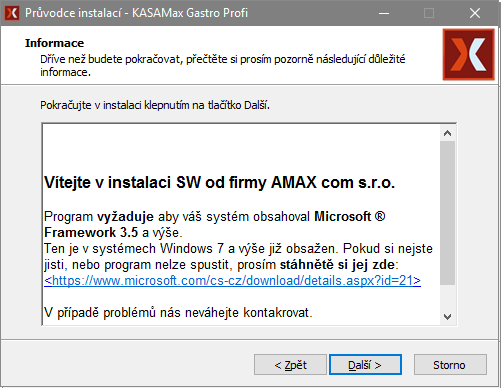 Průvodce instalací - KASAMax Gastro Profi
Informace
Dříve než budete pokračovat, přečtěte si prosím pozorně následující důležité
informace.
Pokračujte v instalaci klepnutím na tlačítko Další.
Vítejte v instalaci SW od firmy AMAX com s.r.o.
Program vyžaduje aby váš systém obsahoval Microsoft ®
Framework 3.5 a výše.
Ten je v systémech Windows 7 a výše již obsažen. Pokud si nejste
jisti, nebo program nelze spustit, prosím stáhnětě si jej zde:
<https://www.microsoft.com/cs-cz/download/details.aspx?id=21>
V případě problémů nás neváhejte kontakrovat.
< Zpět
Další >
Storno